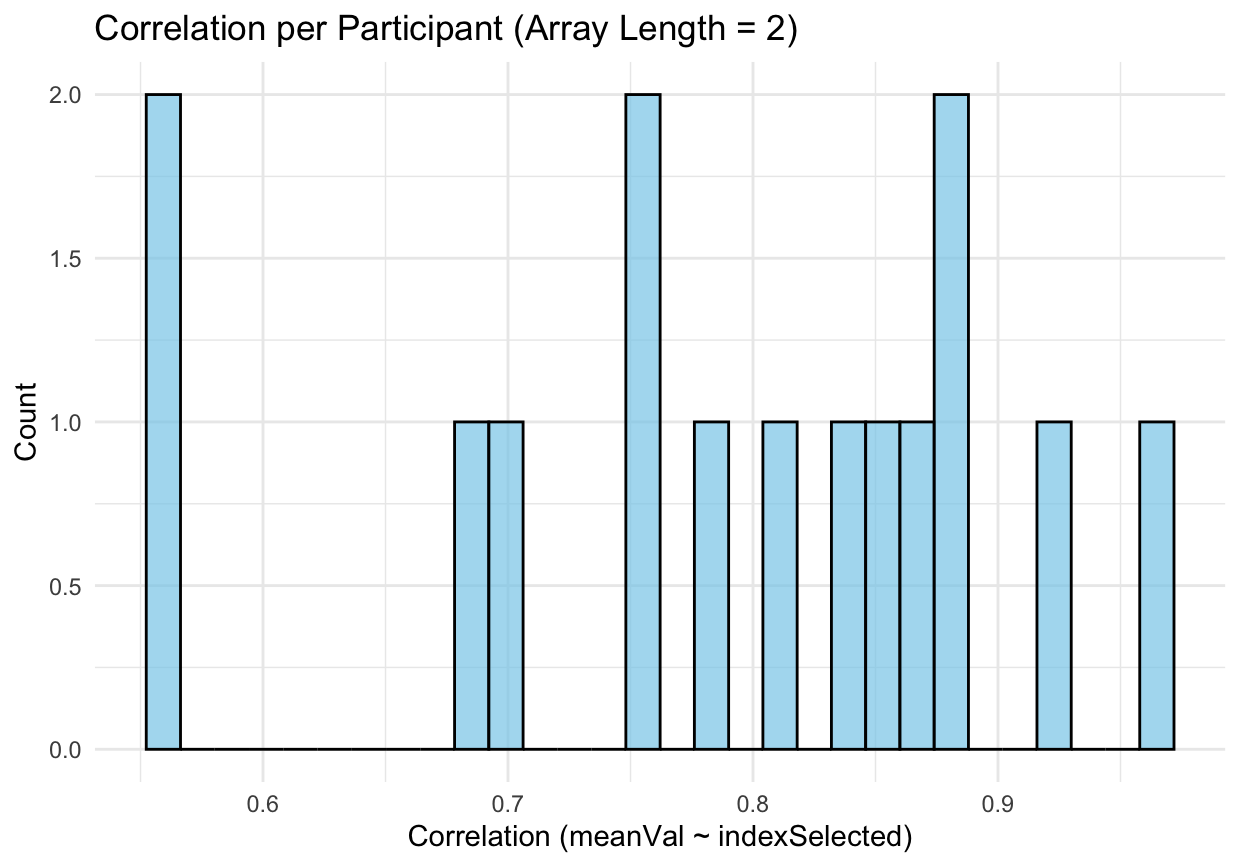 Correlation per Participant (Array Length = 2)
2.0
1.5
1.0
0.5
0.0
Count
0.6 0.7 0.8 0.9
Correlation (meanVal ~ indexSelected)